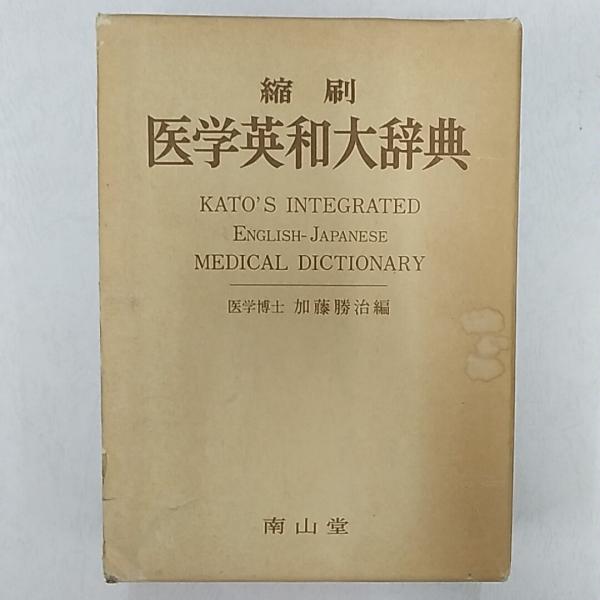 縮刷
医学英和大辞典
KATO'S INTEGRATED
ENGLISH-JAPANESE
MEDICAL DICTIONARY
医学博士 加藤勝治編
南山堂